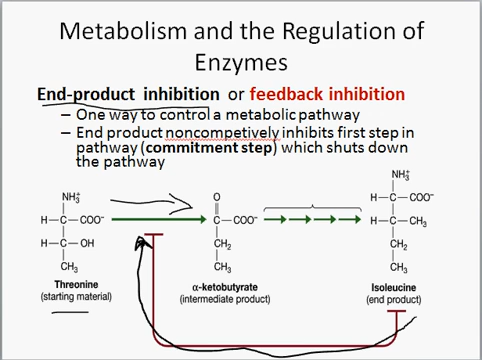 Metabolism and the Regulation of
Enzymes
End-product inhibition or feedback inhibition
– One way to control a metabolic pathway
– End product noncompetively inhibits first step in
pathway (commitment step) which shuts down
the pathway
NH₃⁺
H—C—COO⁻
H—C—OH
CH₃
Threonine
(starting material)
O
C—COO⁻
CH₂
CH₃
α-ketobutyrate
(intermediate product)
NH₃⁺
H—C—COO⁻
H—C—CH₃
CH₂
CH₃
Isoleucine
(end product)